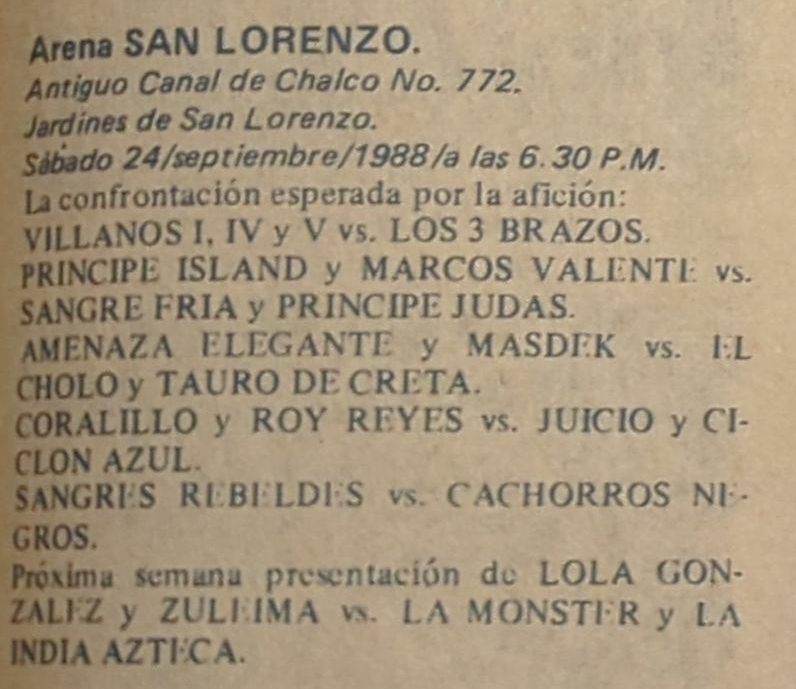 Arena SAN LORENZO.
Antiguo Canal de Chalco No. 772.
Jardines de San Lorenzo.
Sábado 24/septiembre/1988/a las 6.30 P.M.
La confrontación esperada por la afición:
VILLANOS I, IV y V vs. LOS 3 BRAZOS.
PRINCIPE ISLAND y MARCOS VALENTE vs.
SANGRE FRIA y PRINCIPE JUDAS.
AMENAZA ELEGANTE y MASDEK vs. EL
CHOLO y TAURO DE CRETA.
CORALILLO y ROY REYES vs. JUICIO y CI-
CLON AZUL.
SANGRES REBELDES vs. CACHORROS NE-
GROS.
Próxima semana presentación de LOLA GON-
ZALEZ y ZULEIMA vs. LA MONSTER y LA
INDIA AZTECA.